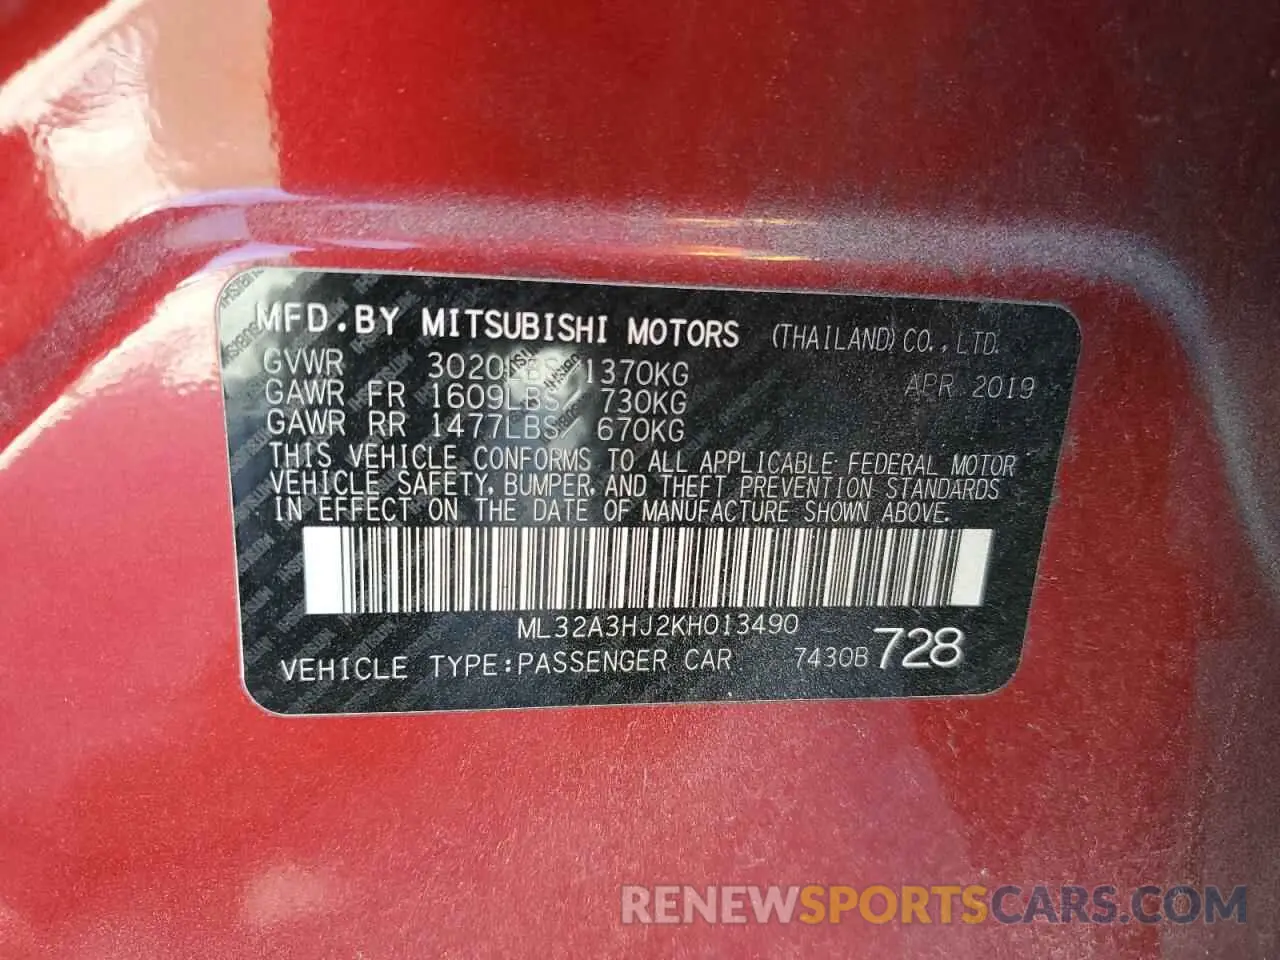 MFD.BY MITSUBISHI MOTORS (THAILAND) CO.,LTD.
GVWR 3020LBS/1370KG APR 2019
GAWR FR 1609LBS/ 730KG
GAWR RR 1477LBS/ 670KG
THIS VEHICLE CONFORMS TO ALL APPLICABLE FEDERAL MOTOR
VEHICLE SAFETY, BUMPER, AND THEFT PREVENTION STANDARDS
IN EFFECT ON THE DATE OF MANUFACTURE SHOWN ABOVE.
ML32A3HJ2KH013490
VEHICLE TYPE:PASSENGER CAR 7430B 728
RENEWSPORTSCARS.COM